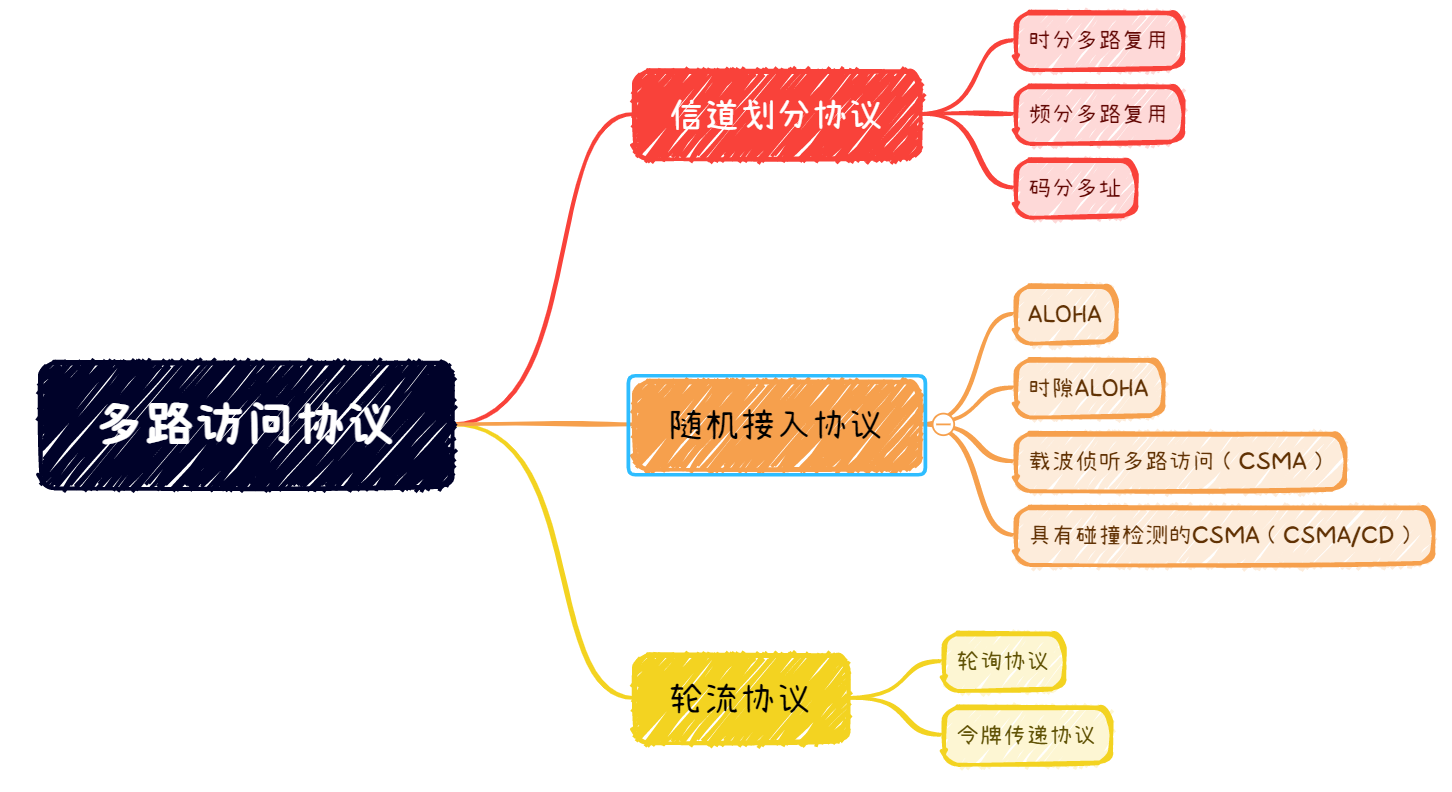 多路访问协议
信道划分协议
时分多路复用
频分多路复用
码分多址
随机接入协议
ALOHA
时隙ALOHA
载波侦听多路访问（CSMA）
具有碰撞检测的CSMA（CSMA/CD）
轮流协议
轮询协议
令牌传递协议